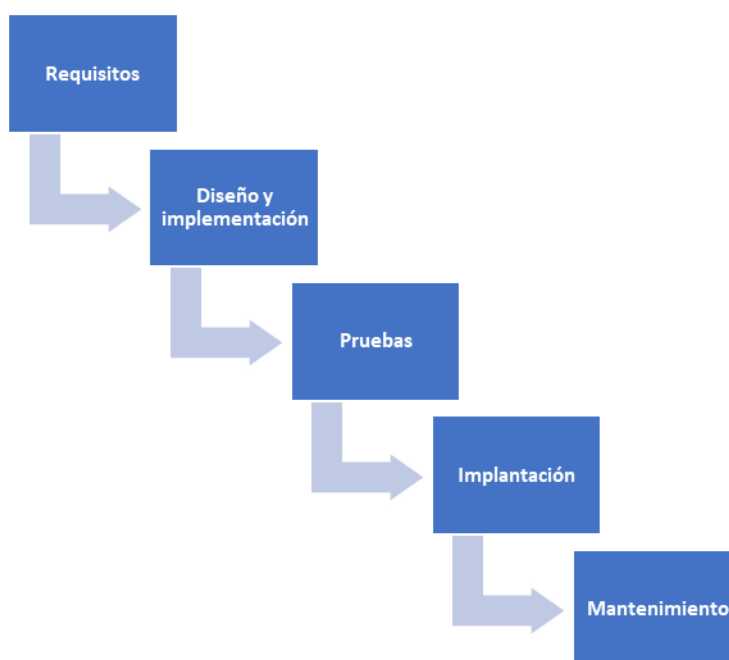 Requisitos
Diseño y
implementación
Pruebas
Implantación
Mantenimiento